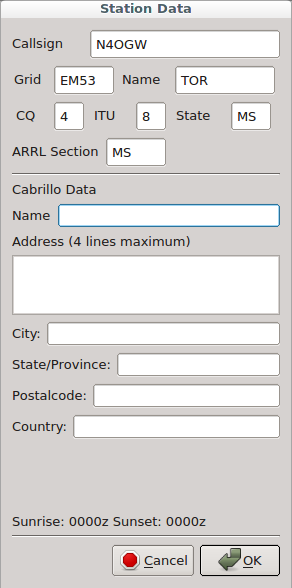 Station Data
Callsign N4OGW
Grid EM53 Name TOR
CQ 4 ITU 8 State MS
ARRL Section MS
Cabrillo Data
Name
Address (4 lines maximum)
City:
State/Province:
Postalcode:
Country:
Sunrise: 0000z Sunset: 0000z
Cancel OK